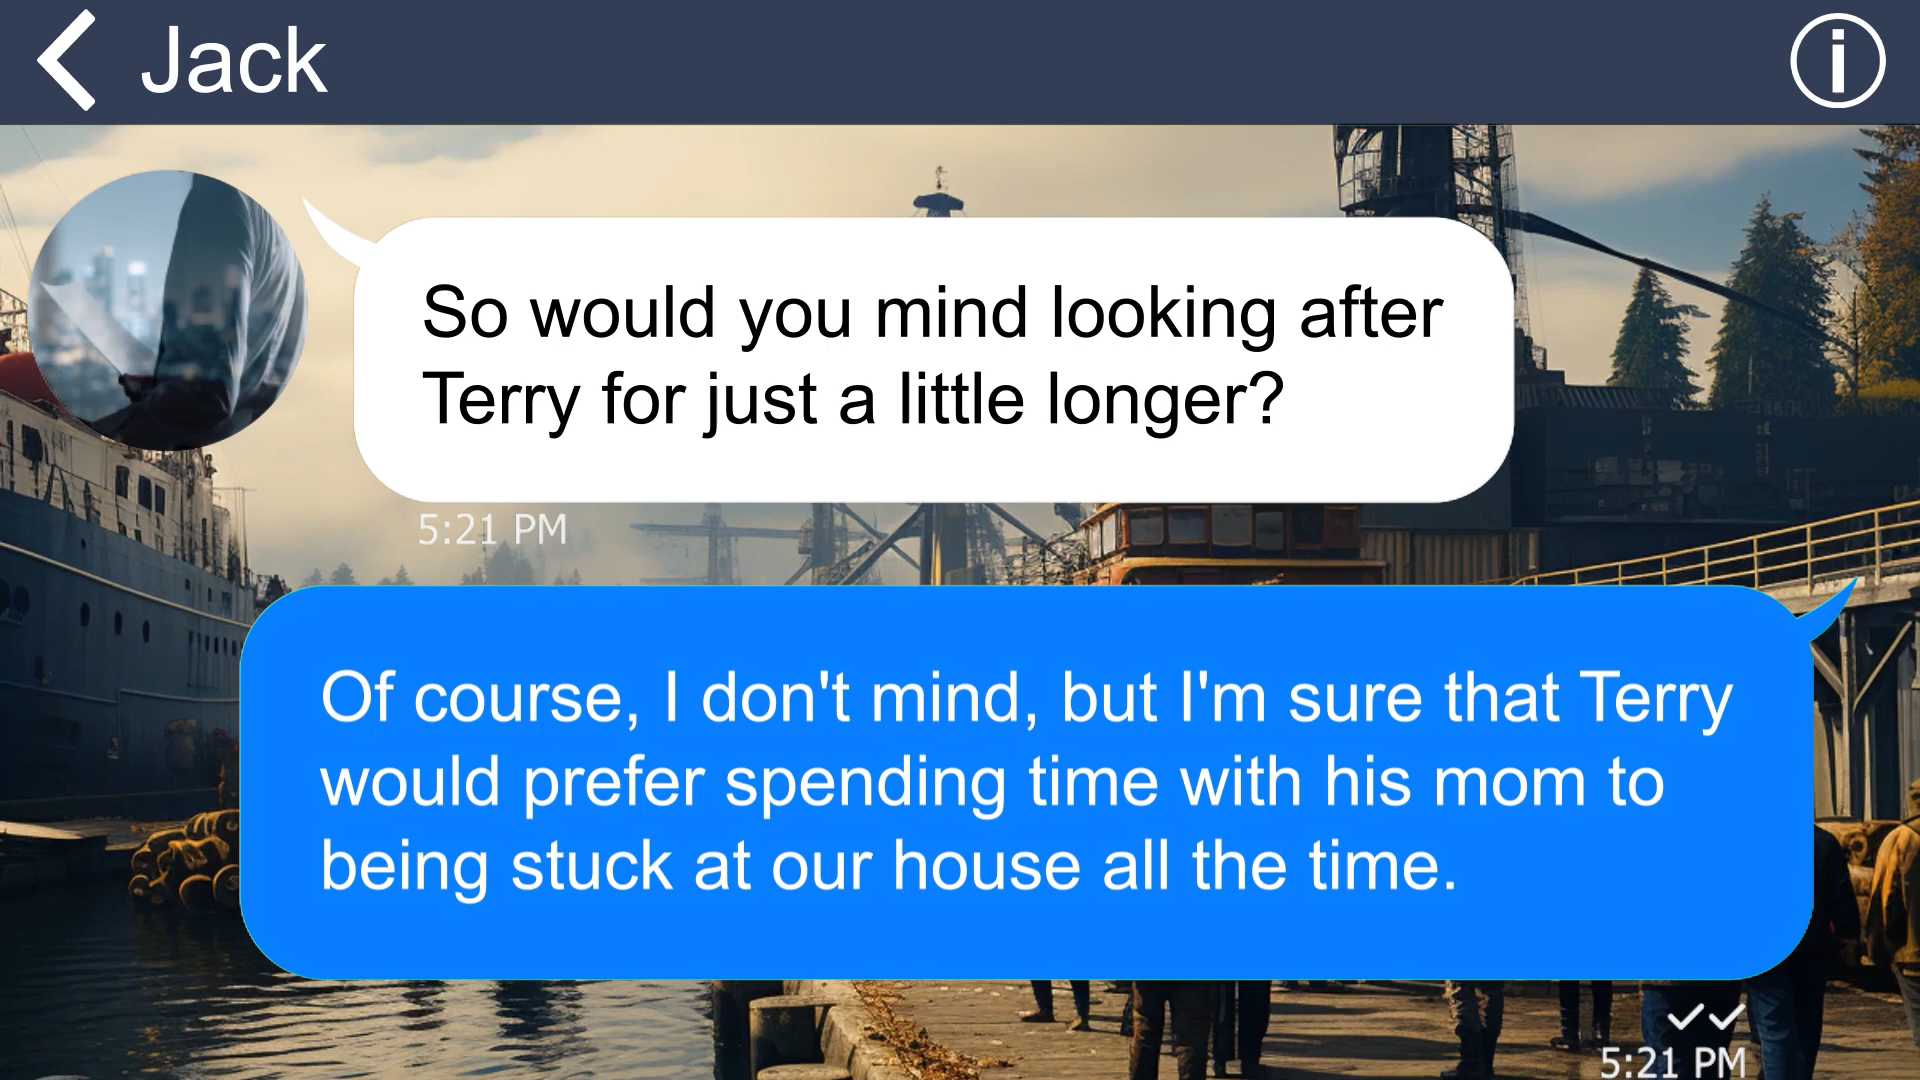 Jack
So would you mind looking after
Terry for just a little longer?
5:21 PM
Of course, I don't mind, but I'm sure that Terry
would prefer spending time with his mom to
being stuck at our house all the time.
5:21 PM